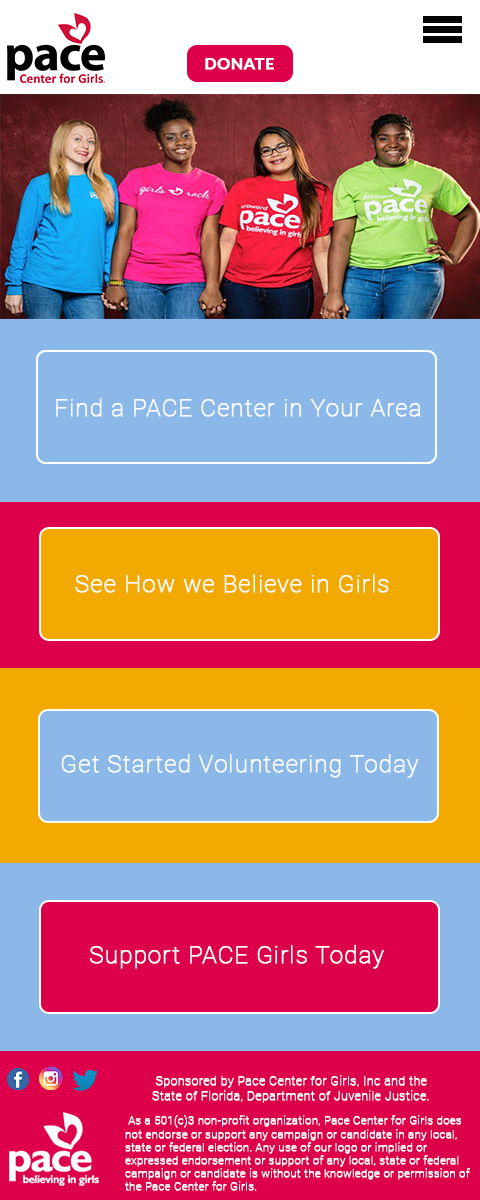 pace
Center for Girls.
DONATE
girls rock
Broward
pace
believing in girls
Broward
pace
believing in girls
Find a PACE Center in Your Area
See How we Believe in Girls
Get Started Volunteering Today
Support PACE Girls Today
Sponsored by Pace Center for Girls, Inc and the
State of Florida, Department of Juvenile Justice.
As a 501(c)3 non-profit organization, Pace Center for Girls does
not endorse or support any campaign or candidate in any local,
state or federal election. Any use of our logo or implied or
expressed endorsement or support of any local, state or federal
campaign or candidate is without the knowledge or permission of
the Pace Center for Girls.
pace
believing in girls